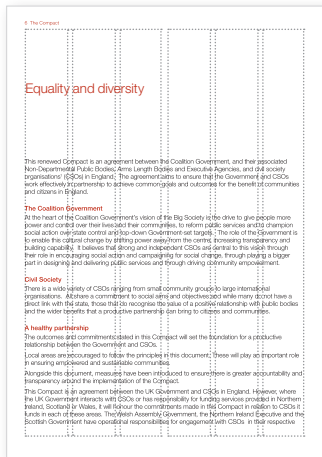 6 The Compact
Equality and diversity
This renewed Compact is an agreement between the Coalition Government, and their associated
Non-Departmental Public Bodies, Arms Length Bodies and Executive Agencies, and civil society
organisations¹ (CSOs) in England. The agreement aims to ensure that the Government and CSOs
work effectively in partnership to achieve common goals and outcomes for the benefit of communities
and citizens in England.
The Coalition Government
At the heart of the Coalition Government's vision of the Big Society is the drive to give people more
power and control over their lives and their communities, to reform public services and to champion
social action over state control and top-down Government-set targets. The role of the Government is
to enable this cultural change by shifting power away from the centre, increasing transparency and
building capability. It believes that strong and independent CSOs are central to this vision through
their role in encouraging social action and campaigning for social change, through playing a bigger
part in designing and delivering public services and through driving community empowerment.
Civil Society
There is a wide variety of CSOs ranging from small community groups to large international
organisations. All share a commitment to social aims and objectives and while many do not have a
direct link with the state, those that do recognise the value of a positive relationship with public bodies
and the wider benefits that a productive partnership can bring to citizens and communities.
A healthy partnership
The outcomes and commitments stated in this Compact will set the foundation for a productive
relationship between the Government and CSOs.
Local areas are encouraged to follow the principles in this document. These will play an important role
in ensuring empowered and sustainable communities.
Alongside this document, measures have been introduced to ensure there is greater accountability and
transparency around the implementation of the Compact.
This Compact is an agreement between the UK Government and CSOs in England. However, where
the UK Government interacts with CSOs or has responsibility for funding services provided in Northern
Ireland, Scotland or Wales, it will honour the commitments made in this Compact in relation to CSOs it
funds in each of these areas. The Welsh Assembly Government, the Northern Ireland Executive and the
Scottish Government have operational responsibilities for engagement with CSOs in their respective